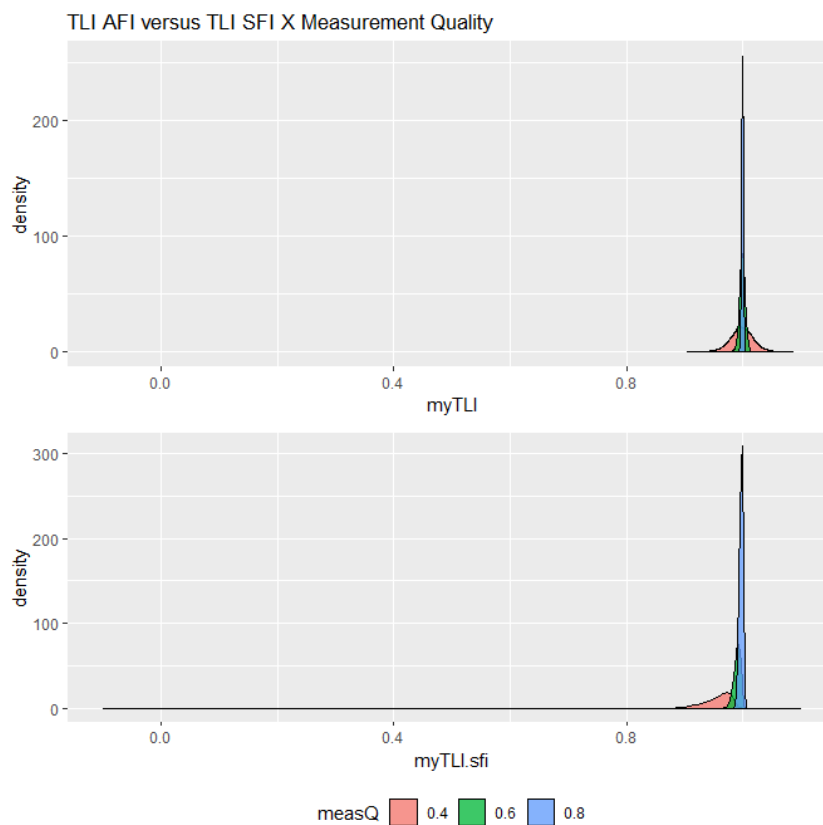 TLI AFI versus TLI SFI X Measurement Quality
density
200
100
0
0.0 0.4 0.8
myTLI
density
300
200
100
0
0.0 0.4 0.8
myTLI.sfi
measQ 0.4 0.6 0.8